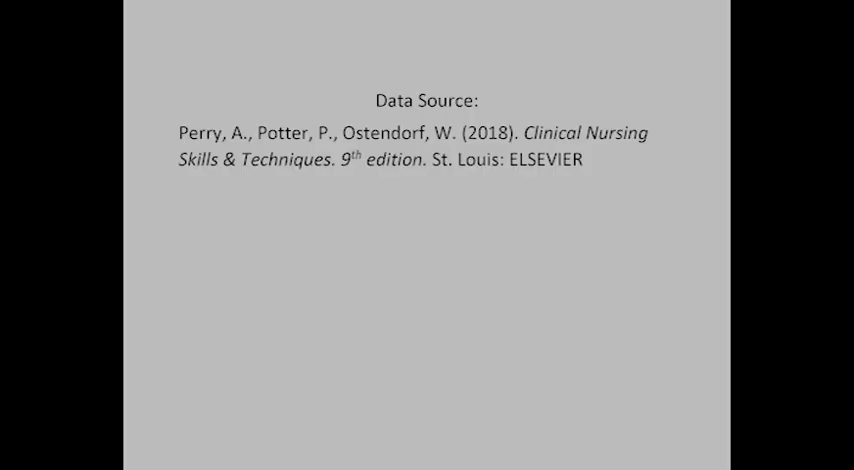 Data Source:
Perry, A., Potter, P., Ostendorf, W. (2018). Clinical Nursing
Skills & Techniques. 9th edition. St. Louis: ELSEVIER